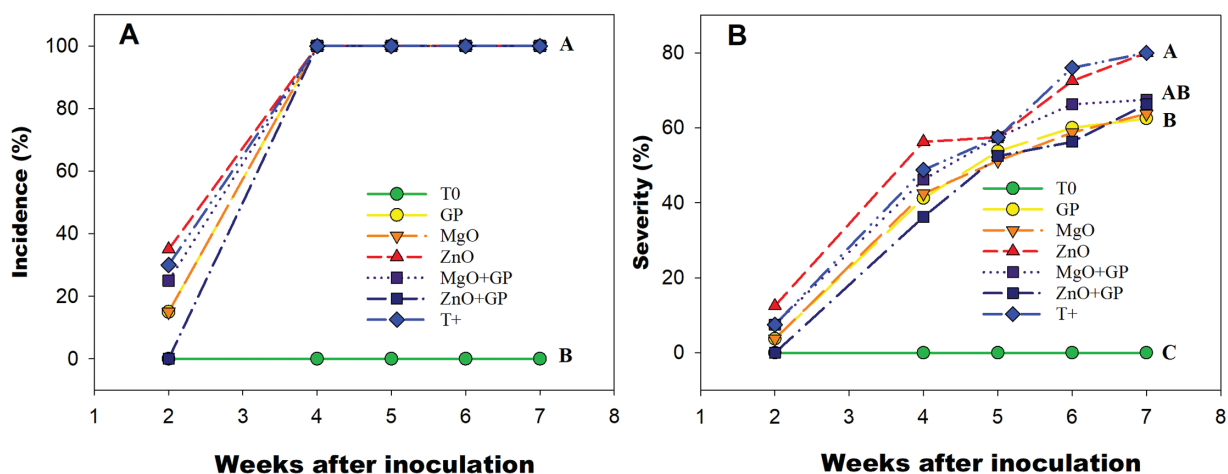 A
Incidence (%)
100
80
60
40
20
0
A
B
T0
GP
MgO
ZnO
MgO+GP
ZnO+GP
T+
1 2 3 4 5 6 7 8
Weeks after inoculation
B
Severity (%)
80
60
40
20
0
A
AB
B
C
T0
GP
MgO
ZnO
MgO+GP
ZnO+GP
T+
1 2 3 4 5 6 7 8
Weeks after inoculation